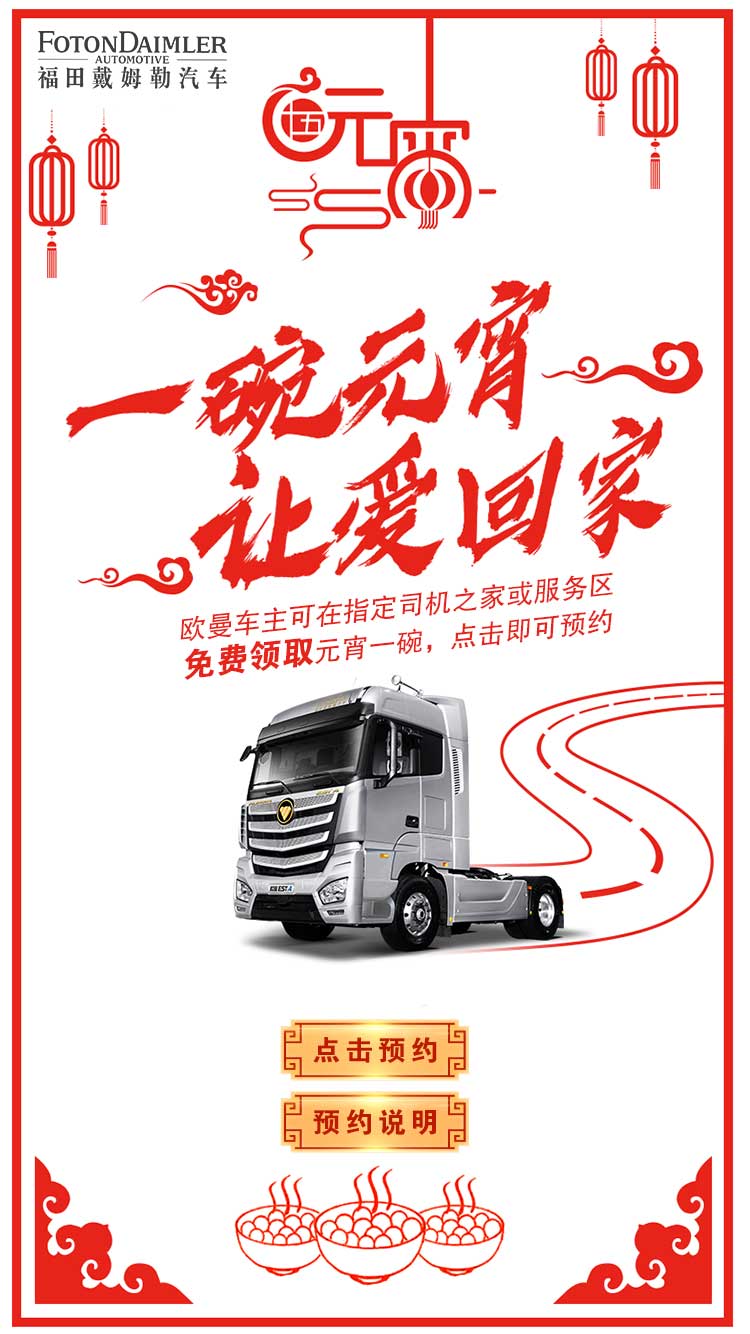 FOTONDAIMLER
AUTOMOTIVE
福田戴姆勒汽车
元宵
一碗元宵
让爱回家
欧曼车主可在指定司机之家或服务区
免费领取元宵一碗，点击即可预约
EST A
点击预约
预约说明